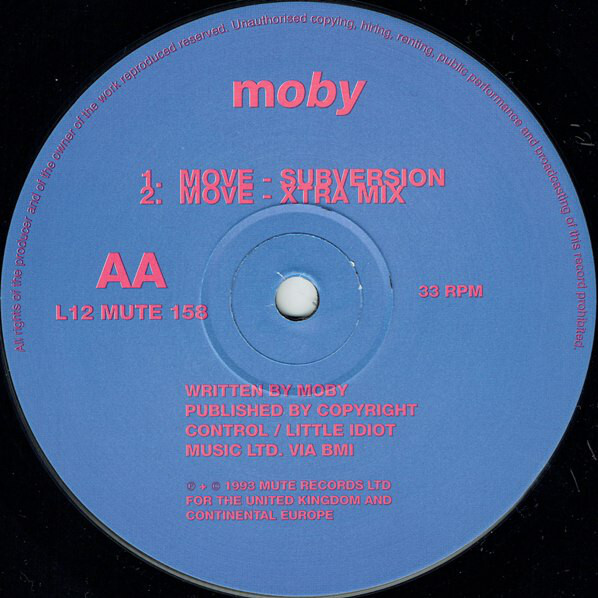 All rights of the producer and of the owner of the work reproduced reserved. Unauthorised copying, hiring, renting, public performance and broadcasting of this record prohibited.
moby
1. MOVE - SUBVERSION
2. MOVE - XTRA MIX
AA
L12 MUTE 158
33 RPM
WRITTEN BY MOBY
PUBLISHED BY COPYRIGHT
CONTROL / LITTLE IDIOT
MUSIC LTD. VIA BMI
℗ + © 1993 MUTE RECORDS LTD
FOR THE UNITED KINGDOM AND
CONTINENTAL EUROPE